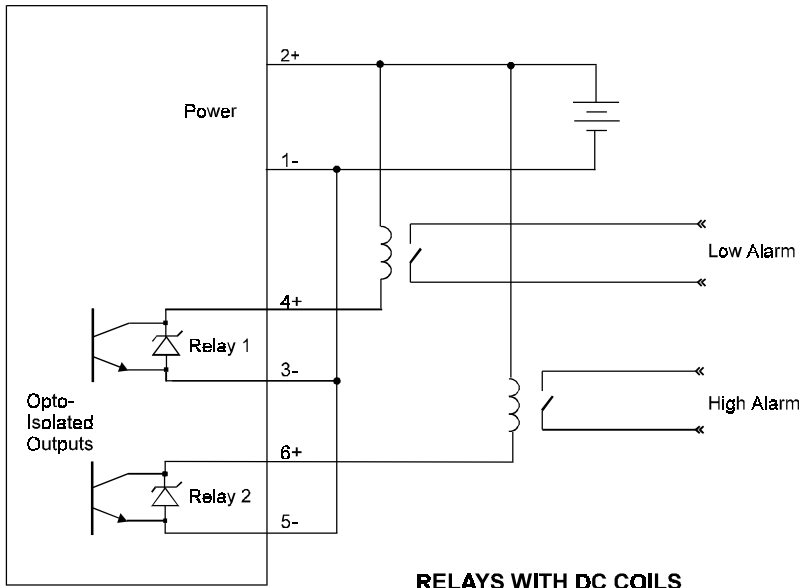 2+
Power
1-
Low Alarm
4+
Relay 1
3-
Opto-
Isolated
Outputs
High Alarm
6+
Relay 2
5-
RELAYS WITH DC COILS